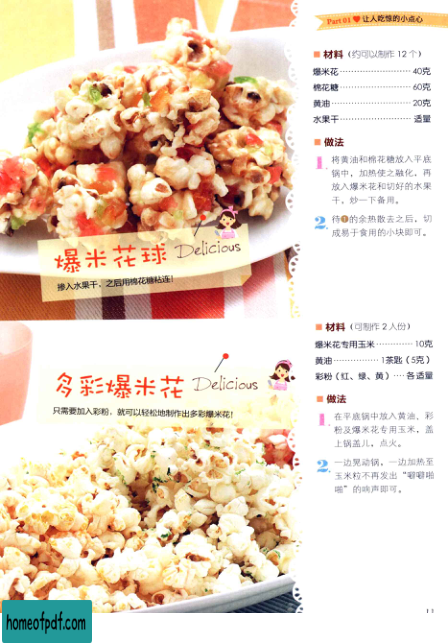 Part 01 ❤ 让人吃惊的小点心
■ 材料（约可以制作 12 个）
爆米花 ………………… 40克
棉花糖 ………………… 60克
黄油 …………………… 20克
水果干 ………………… 适量
■ 做法
1. 将黄油和棉花糖放入平底
锅中，加热使之融化，再
放入爆米花和切好的水果
干，炒一下备用。
2. 待❶的余热散去之后，切
成易于食用的小块即可。
爆米花球 Delicious
掺入水果干，之后用棉花糖粘连！
■ 材料（可制作 2 人份）
爆米花专用玉米 ………… 10克
黄油 …………… 1茶匙（5克）
彩粉（红、绿、黄） …各适量
■ 做法
1. 在平底锅中放入黄油、彩
粉及爆米花专用玉米，盖
上锅盖儿，点火。
2. 一边晃动锅，一边加热至
玉米粒不再发出“噼噼啪
啪”的响声即可。
多彩爆米花 Delicious
只需要加入彩粉，就可以轻松地制作出多彩爆米花！
11
homeofpdf.com